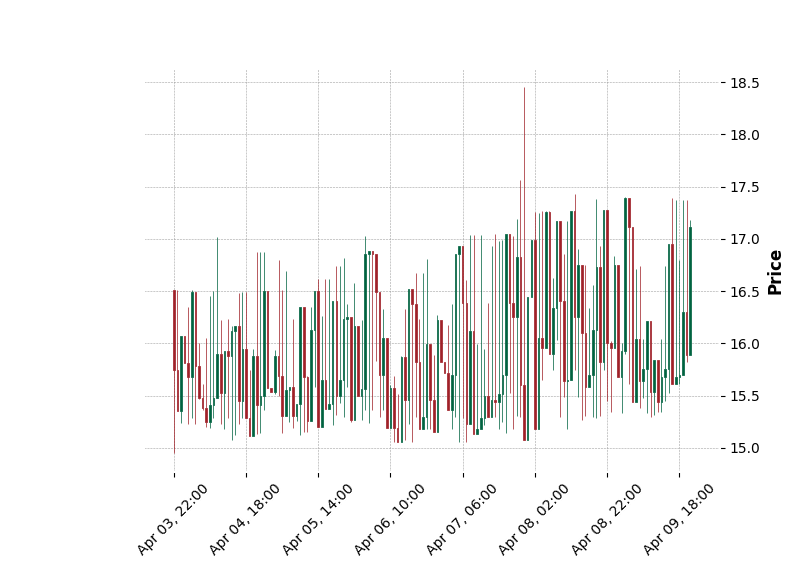 18.5
18.0
17.5
17.0
16.5
16.0
15.5
15.0
Price
Apr 03, 22:00
Apr 04, 18:00
Apr 05, 14:00
Apr 06, 10:00
Apr 07, 06:00
Apr 08, 02:00
Apr 08, 22:00
Apr 09, 18:00